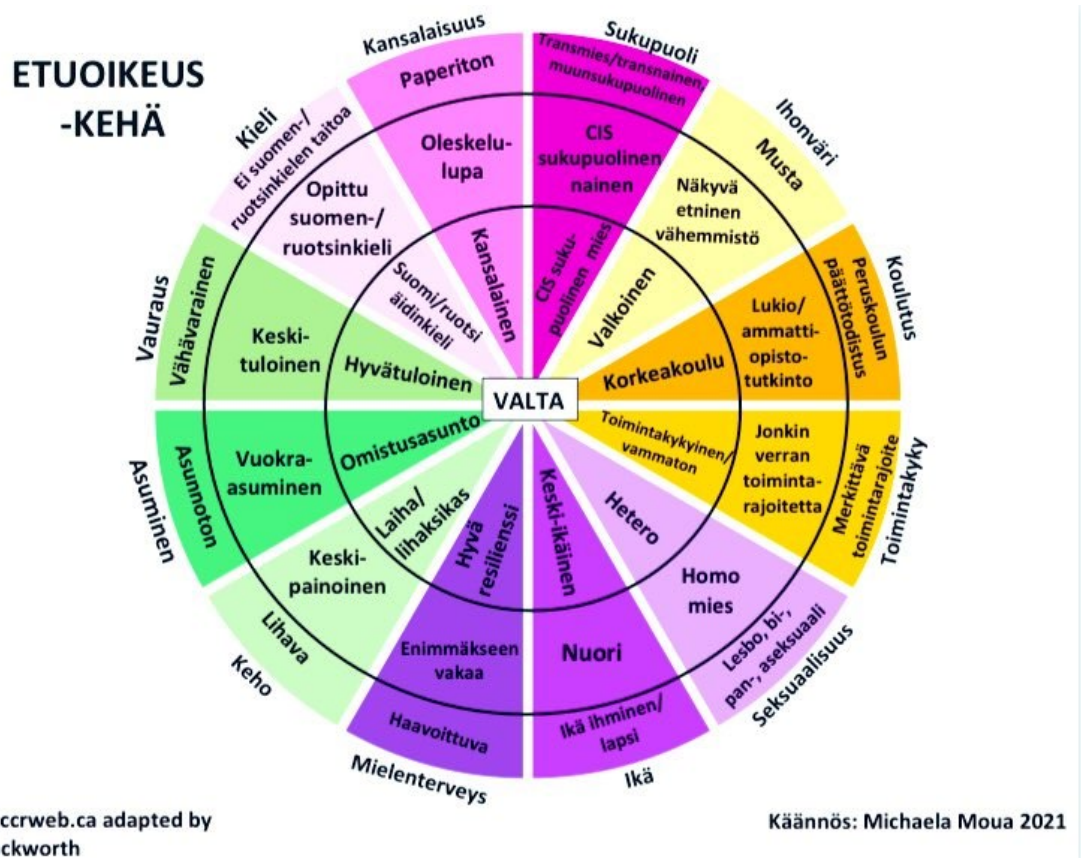 ETUOIKEUS
-KEHÄ
Kansalaisuus
Paperiton
Oleskelu-
lupa
Kansalainen
Sukupuoli
Transmies/transnainen,
muunsukupuolinen
CIS
sukupuolinen
nainen
CIS suku-
puolinen mies
Ihonväri
Musta
Näkyvä
etninen
vähemmistö
Valkoinen
Koulutus
Peruskoulun
päättötodistus
Lukio/
ammatti-
opisto-
tutkinto
Korkeakoulu
Toimintakyky
Merkittävä
toimintarajoite
Jonkin
verran
toiminta-
rajoitetta
Toimintakykyinen/
vammaton
Seksuaalisuus
Lesbo, bi-,
pan-, aseksuaali
Homo
mies
Hetero
Ikä
Ikä ihminen/
lapsi
Nuori
Keski-ikäinen
Mielenterveys
Haavoittuva
Enimmäkseen
vakaa
Hyvä
resilienssi
Keho
Lihava
Keski-
painoinen
Laiha/
lihaksikas
Asuminen
Asunnoton
Vuokra-
asuminen
Omistusasunto
Vauraus
Vähävarainen
Keski-
tuloinen
Hyvätuloinen
Kieli
Ei suomen-/
ruotsinkielen taitoa
Opittu
suomen-/
ruotsinkieli
Suomi/ruotsi
äidinkieli
VALTA
ccrweb.ca adapted by
ckworth
Käännös: Michaela Moua 2021